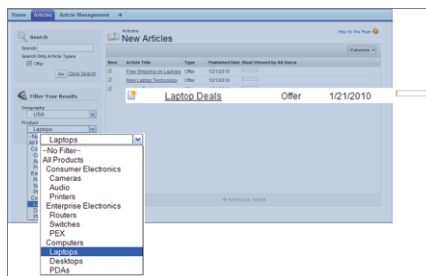 Home Articles Article Management +
Search
Search
Search Only Article Types
Offer
Go Clear Search
Filter Your Results
Geography
USA
Product
Laptops
Articles
New Articles
Help for this Page
Columns
New Article Title Type Published Date Most Viewed by All Users
Free Shipping on Laptops Offer 1/21/2010
New Laptop Technology Offer 1/21/2010
Laptop Deals Offer 1/21/2010
Laptops
--No Filter--
All Products
Consumer Electronics
Cameras
Audio
Printers
Enterprise Electronics
Routers
Switches
PEX
Computers
Laptops
Desktops
PDAs